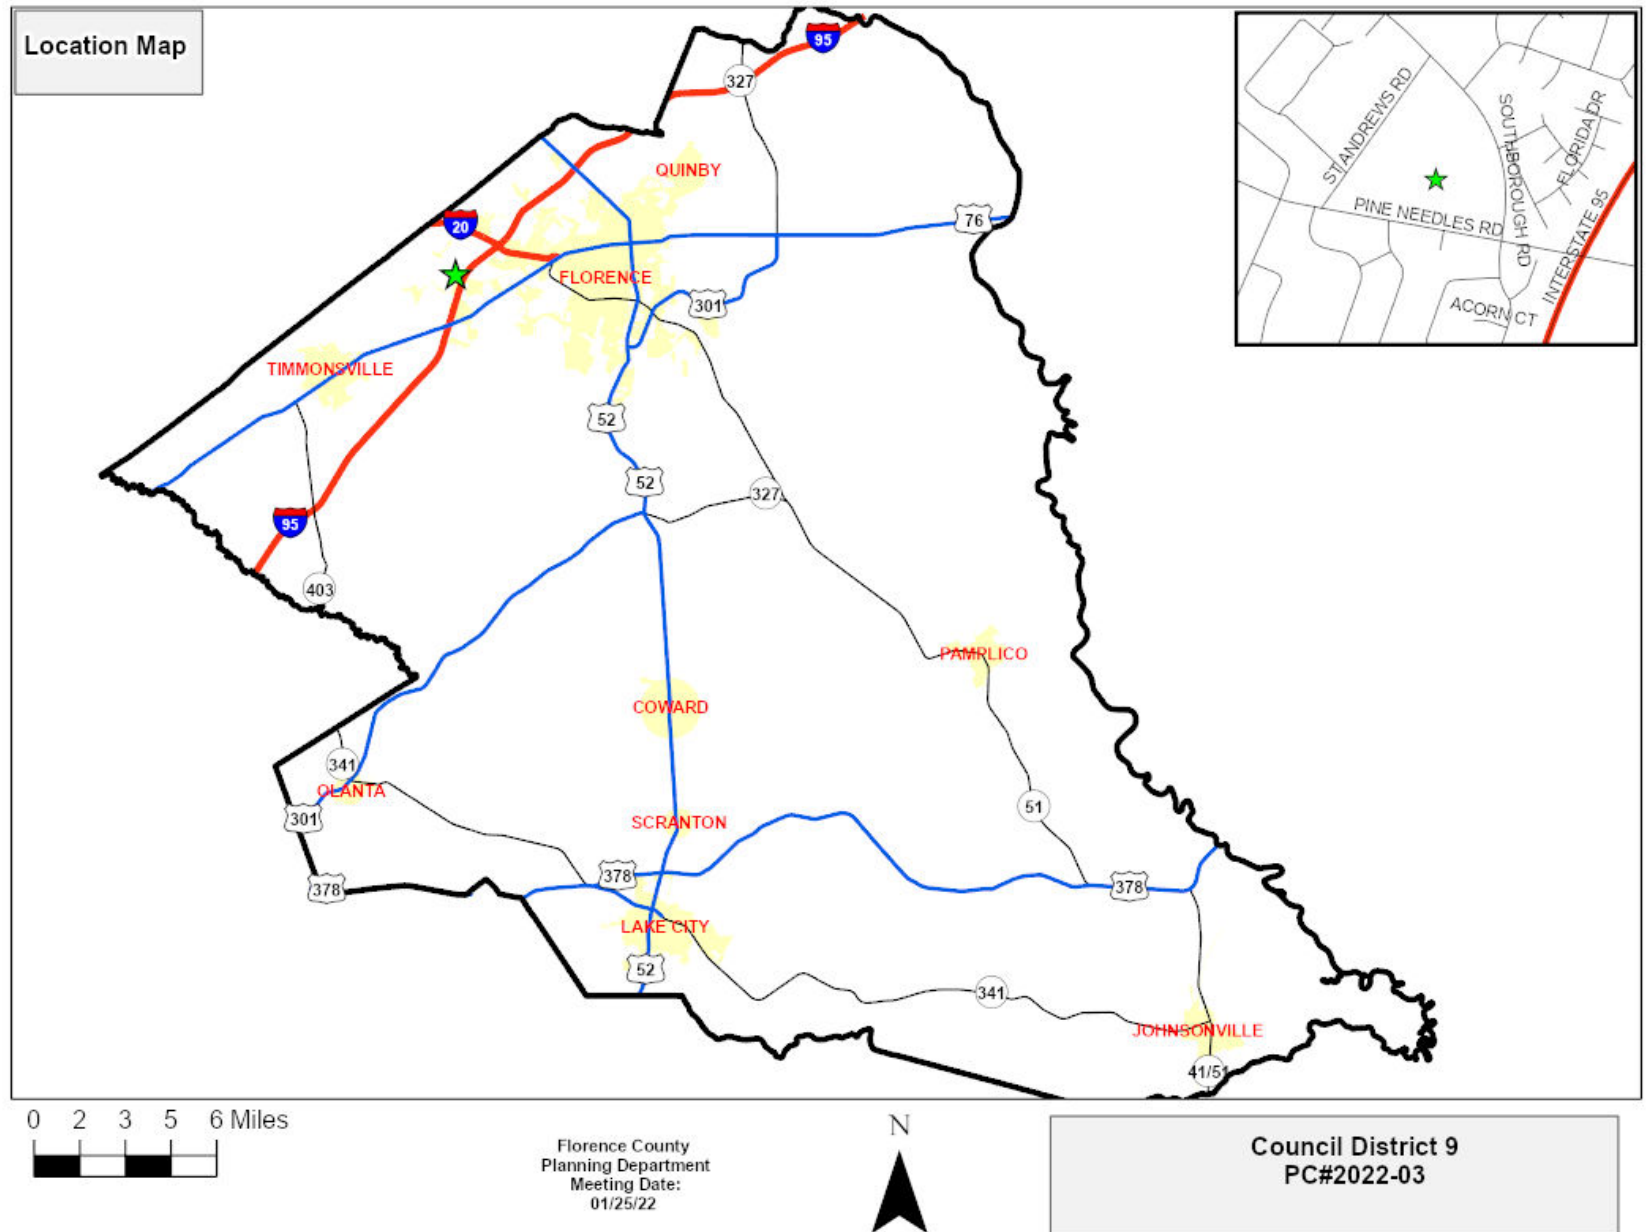 Location Map
95
327
QUINBY
20
76
FLORENCE
301
TIMMONSVILLE
52
52
327
95
403
PAMPLICO
COWARD
341
OLANTA
301
51
SCRANTON
378
378
378
LAKE CITY
52
341
JOHNSONVILLE
41/51
ST ANDREWS RD
SOUTHBOROUGH RD
FLORIDA DR
PINE NEEDLES RD
INTERSTATE 95
ACORN CT
0 2 3 5 6 Miles
Florence County
Planning Department
Meeting Date:
01/25/22
N
Council District 9
PC#2022-03